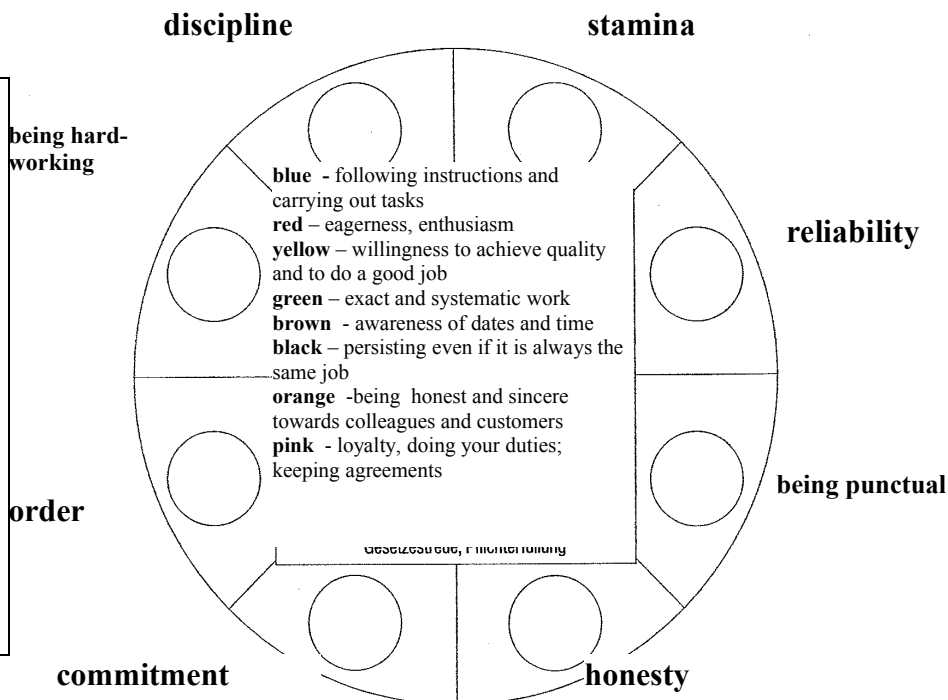 discipline
stamina
being hard-
working
blue - following instructions and
carrying out tasks
red – eagerness, enthusiasm
yellow – willingness to achieve quality
and to do a good job
green – exact and systematic work
brown - awareness of dates and time
black – persisting even if it is always the
same job
orange -being honest and sincere
towards colleagues and customers
pink - loyalty, doing your duties;
keeping agreements
reliability
being punctual
order
Gesetzestreue, Pflichterfüllung
commitment
honesty